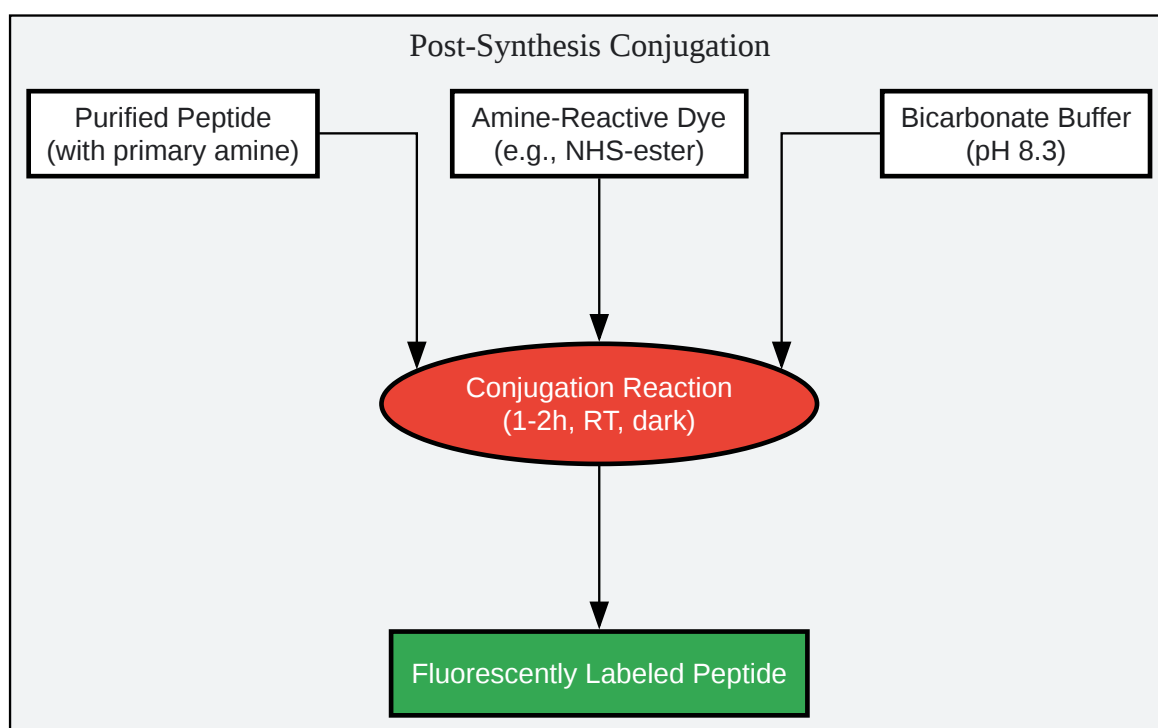 Post-Synthesis Conjugation
Purified Peptide
(with primary amine)
Amine-Reactive Dye
(e.g., NHS-ester)
Bicarbonate Buffer
(pH 8.3)
Conjugation Reaction
(1-2h, RT, dark)
Fluorescently Labeled Peptide